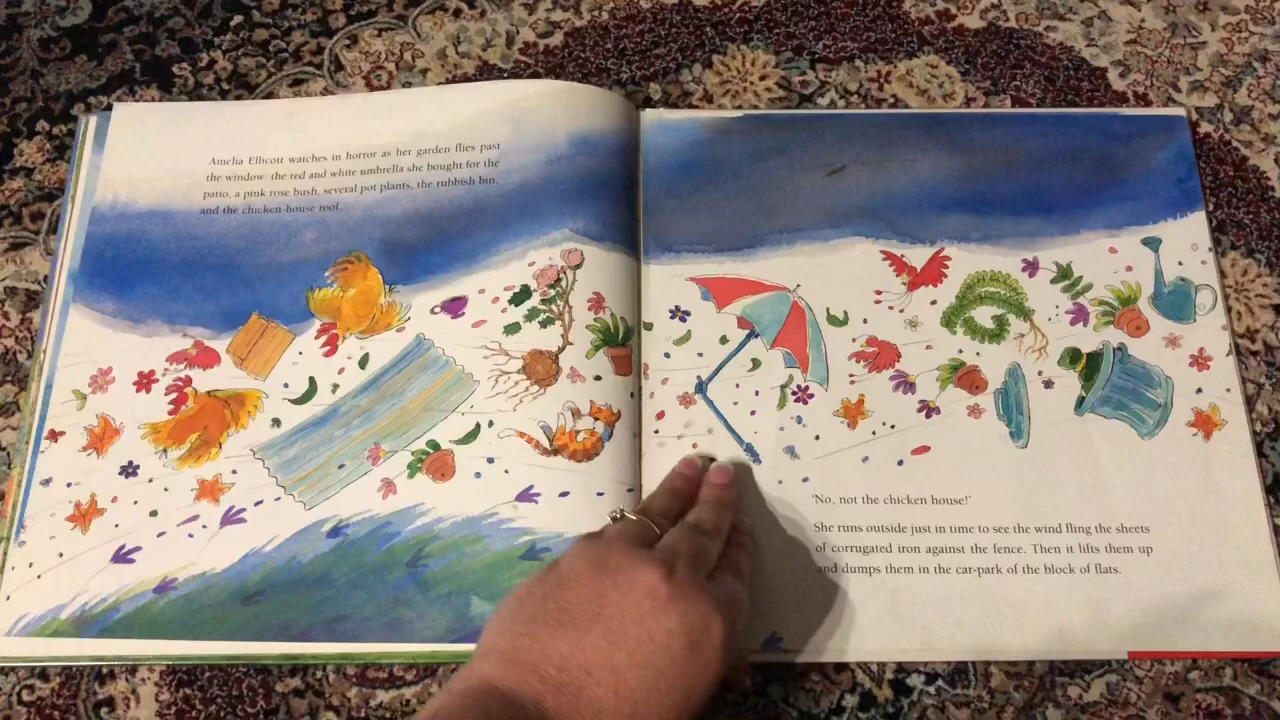 Amelia Ellicott watches in horror as her garden flies past
the window: the red and white umbrella she bought for the
patio, a pink rose bush, several pot plants, the rubbish bin,
and the chicken-house roof.
'No, not the chicken house!'
She runs outside just in time to see the wind fling the sheets
of corrugated iron against the fence. Then it lifts them up
and dumps them in the car-park of the block of flats.